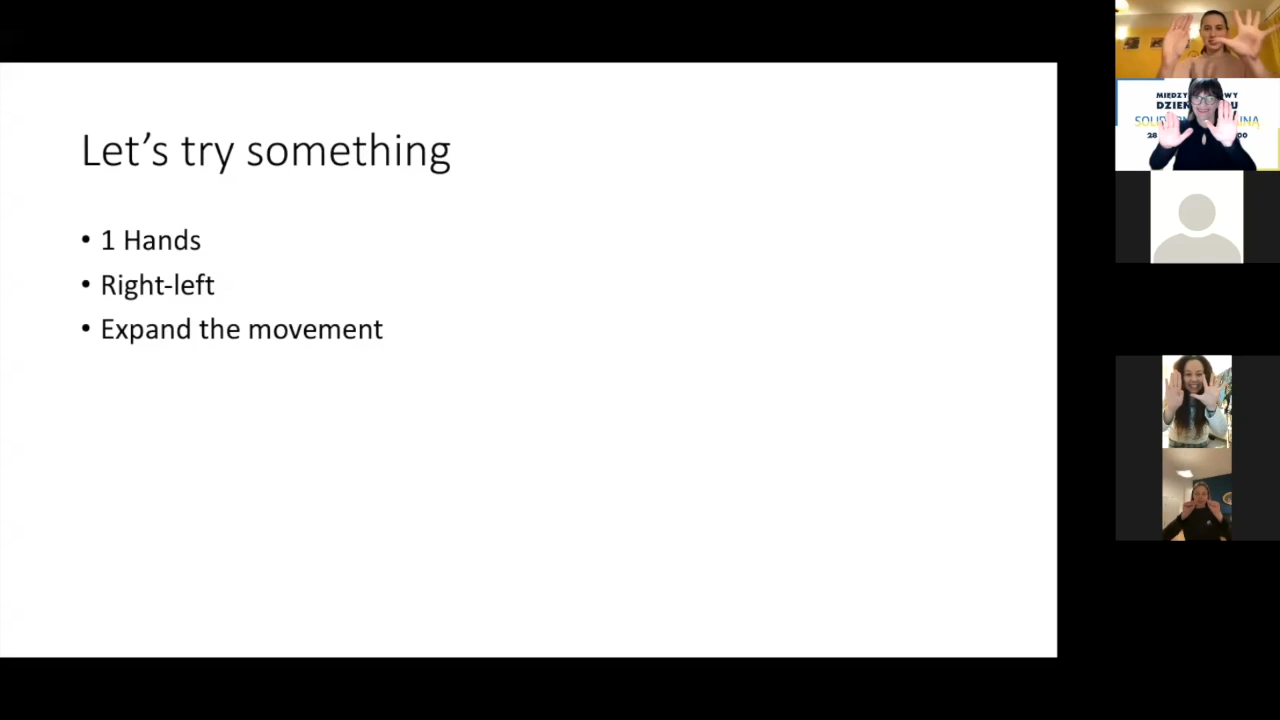 Let’s try something
• 1 Hands
• Right-left
• Expand the movement